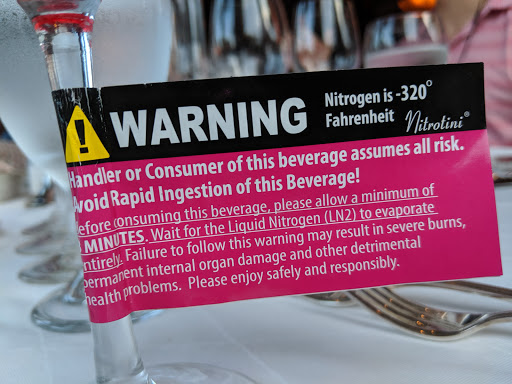 WARNING
Nitrogen is -320°
Fahrenheit Nitrotini®
Handler or Consumer of this beverage assumes all risk.
Avoid Rapid Ingestion of this Beverage!
Before consuming this beverage, please allow a minimum of
MINUTES. Wait for the Liquid Nitrogen (LN2) to evaporate
entirely. Failure to follow this warning may result in severe burns,
permanent internal organ damage and other detrimental
health problems. Please enjoy safely and responsibly.